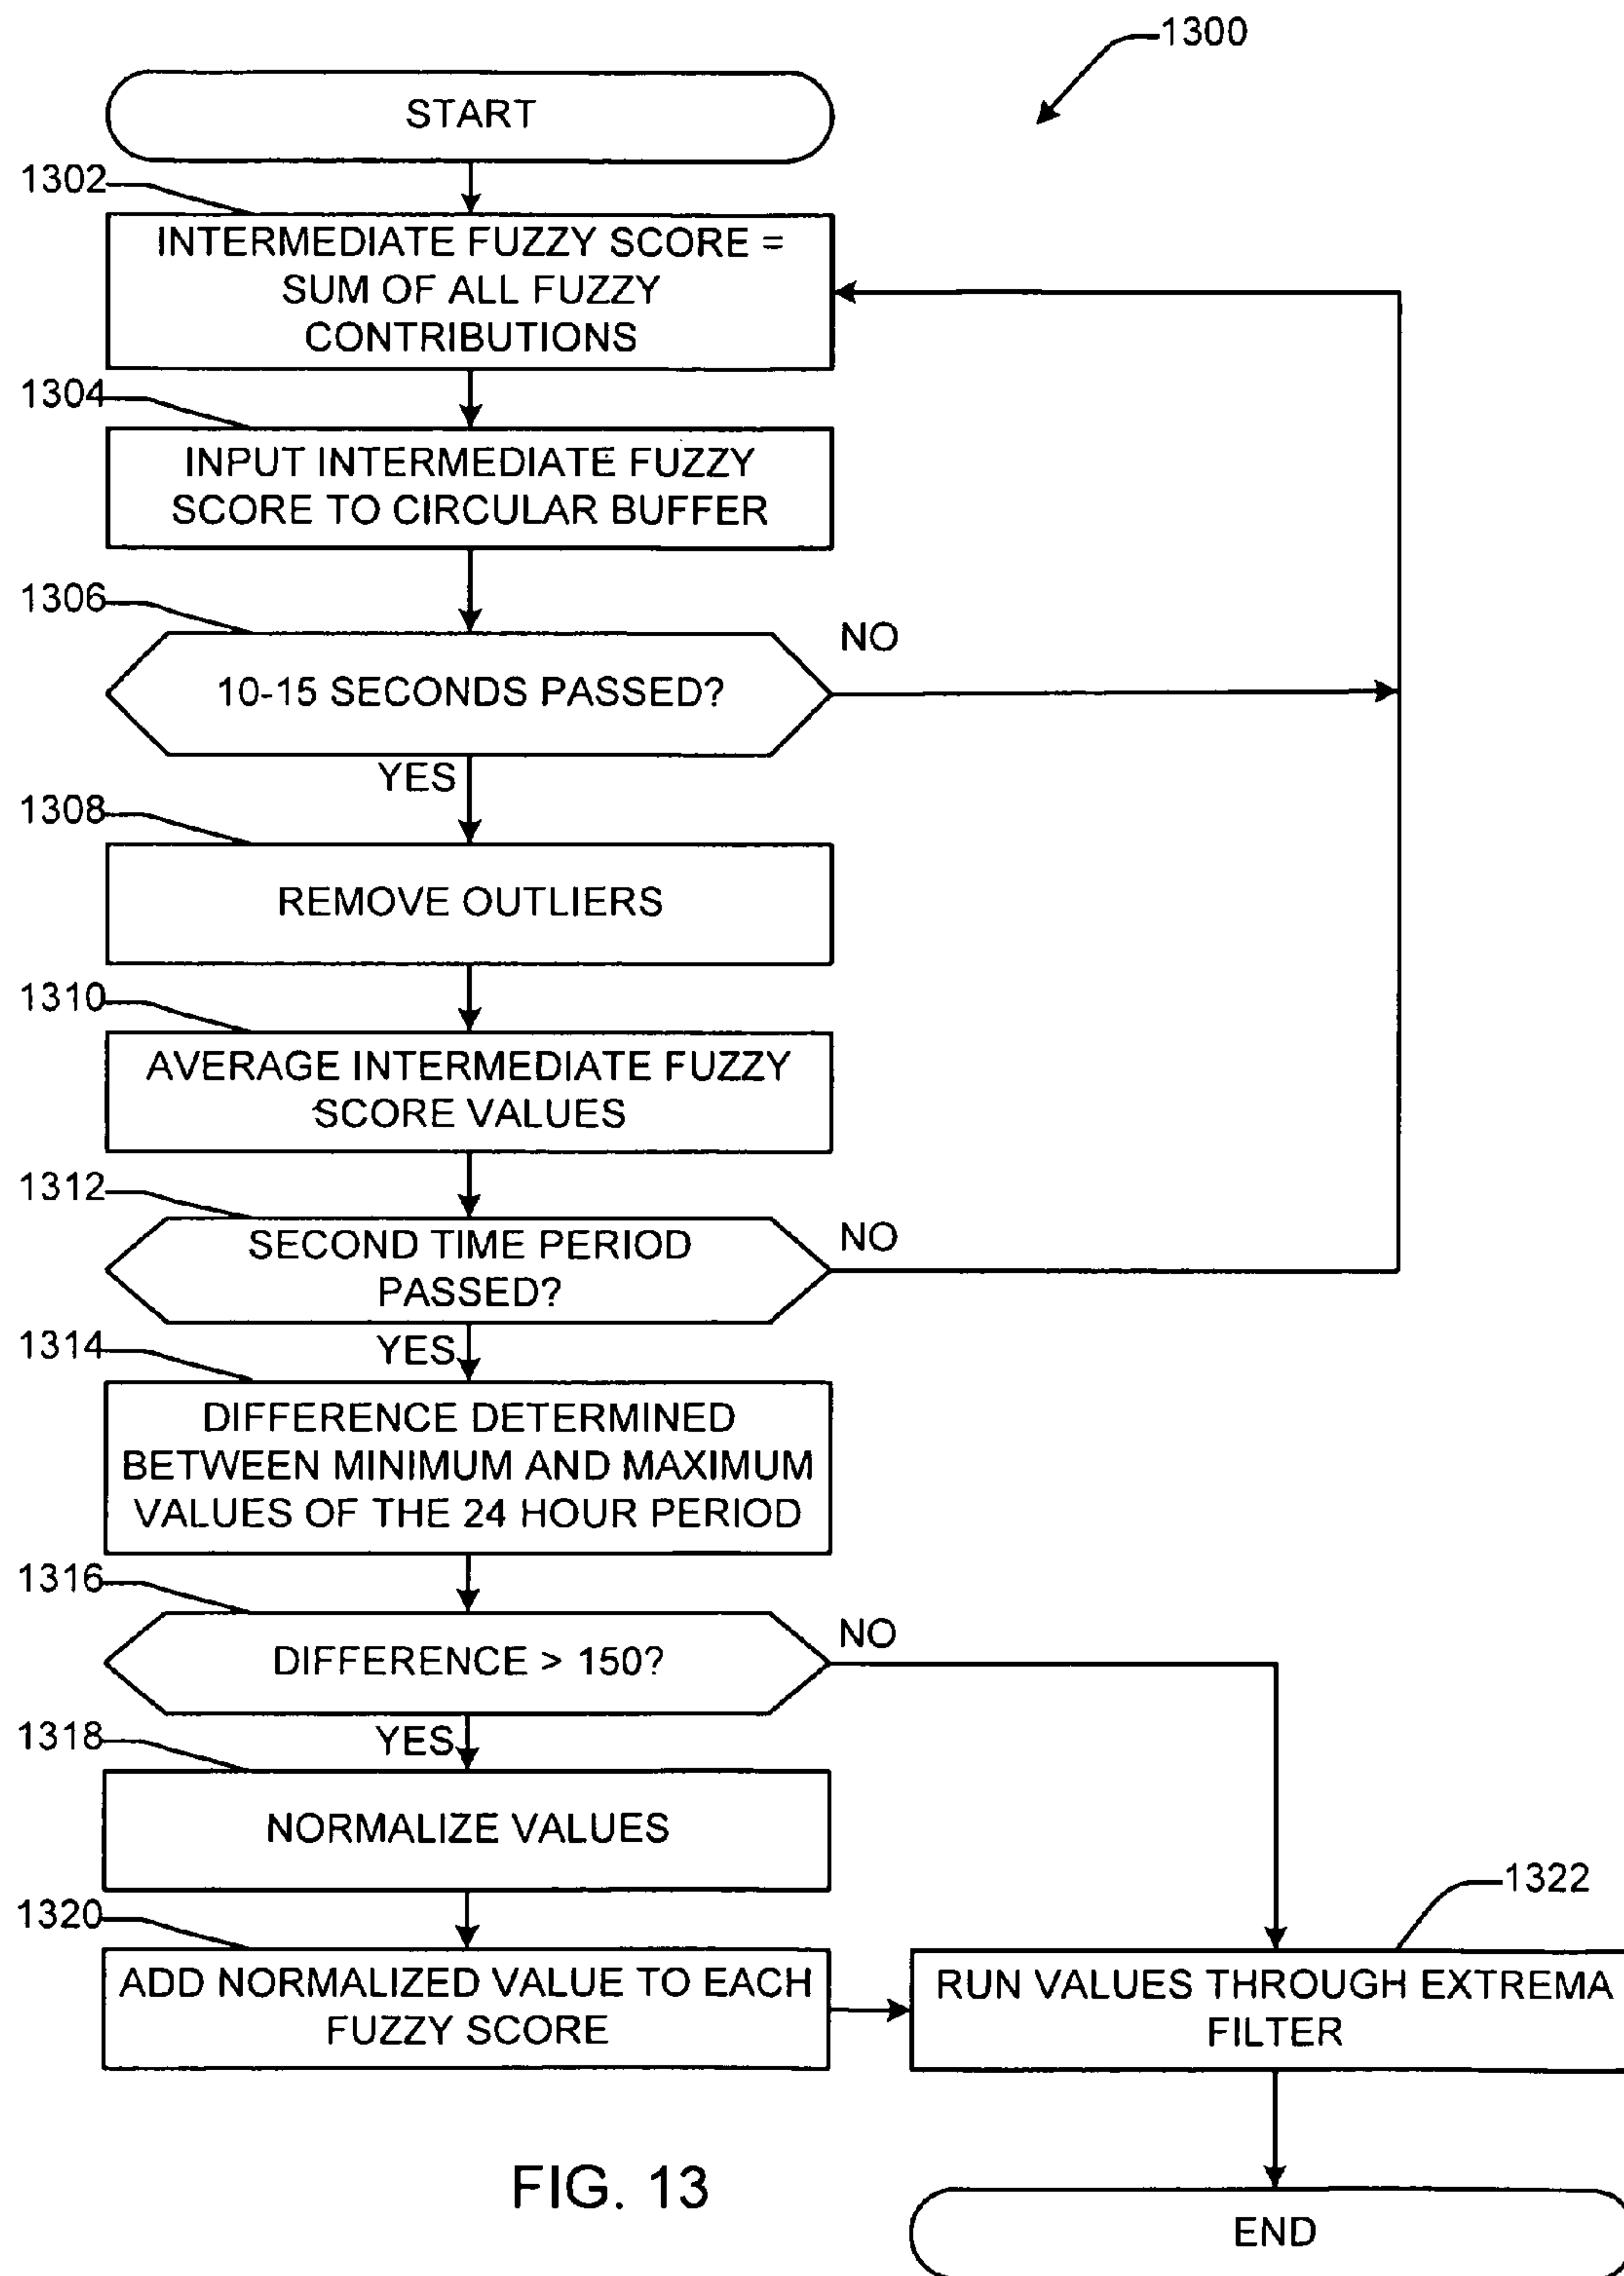 1300
START
1302
INTERMEDIATE FUZZY SCORE =
SUM OF ALL FUZZY
CONTRIBUTIONS
1304
INPUT INTERMEDIATE FUZZY
SCORE TO CIRCULAR BUFFER
1306
10-15 SECONDS PASSED?
NO
YES
1308
REMOVE OUTLIERS
1310
AVERAGE INTERMEDIATE FUZZY
SCORE VALUES
1312
SECOND TIME PERIOD
PASSED?
NO
YES
1314
DIFFERENCE DETERMINED
BETWEEN MINIMUM AND MAXIMUM
VALUES OF THE 24 HOUR PERIOD
1316
DIFFERENCE > 150?
NO
YES
1318
NORMALIZE VALUES
1320
ADD NORMALIZED VALUE TO EACH
FUZZY SCORE
1322
RUN VALUES THROUGH EXTREMA
FILTER
END
FIG. 13